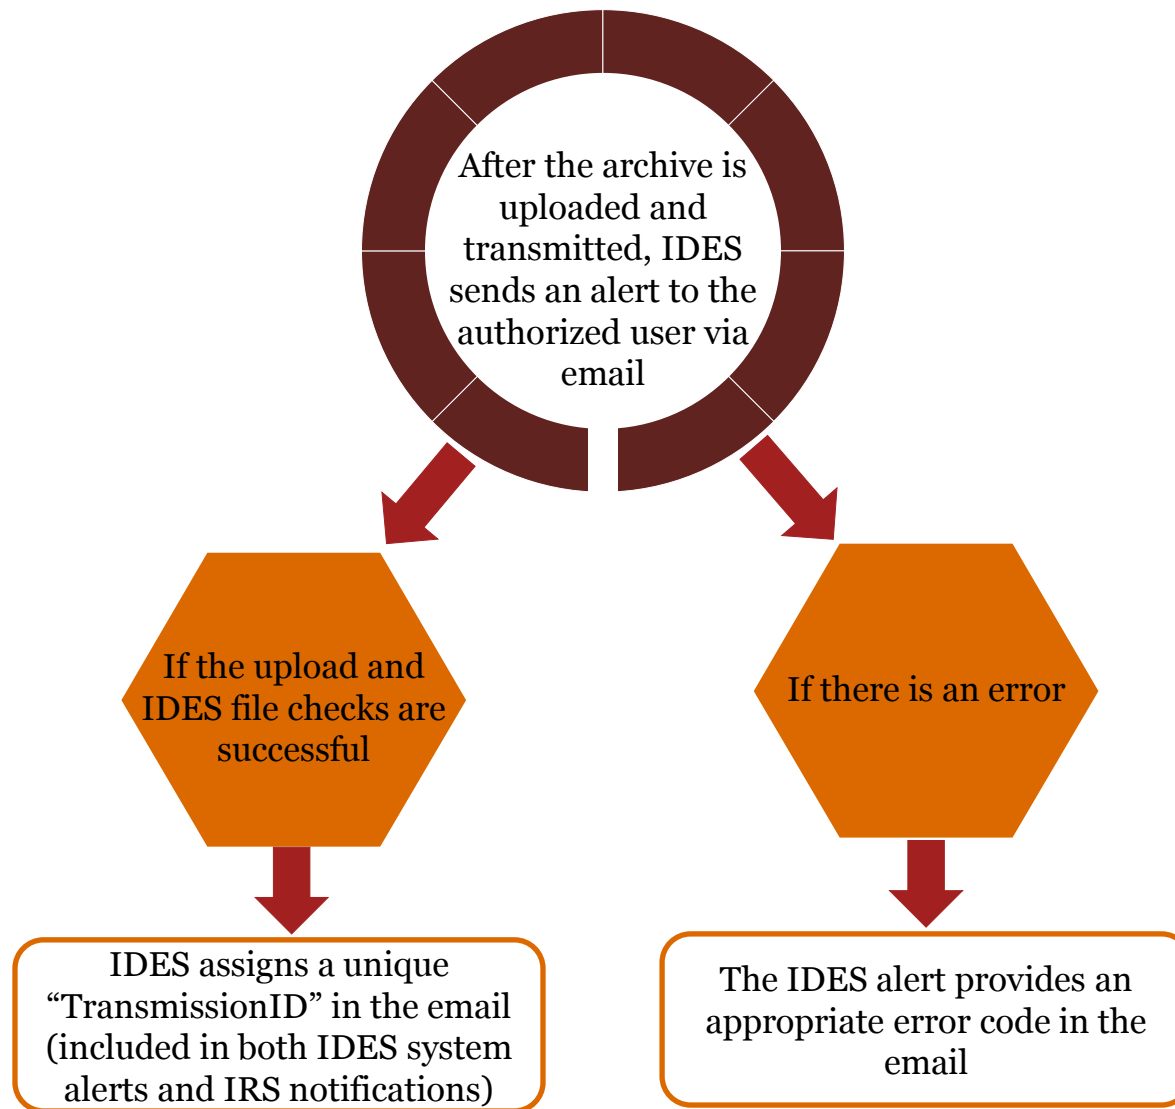 After the archive is
uploaded and
transmitted, IDES
sends an alert to the
authorized user via
email
If the upload and
IDES file checks are
successful
If there is an error
IDES assigns a unique
“TransmissionID” in the email
(included in both IDES system
alerts and IRS notifications)
The IDES alert provides an
appropriate error code in the
email